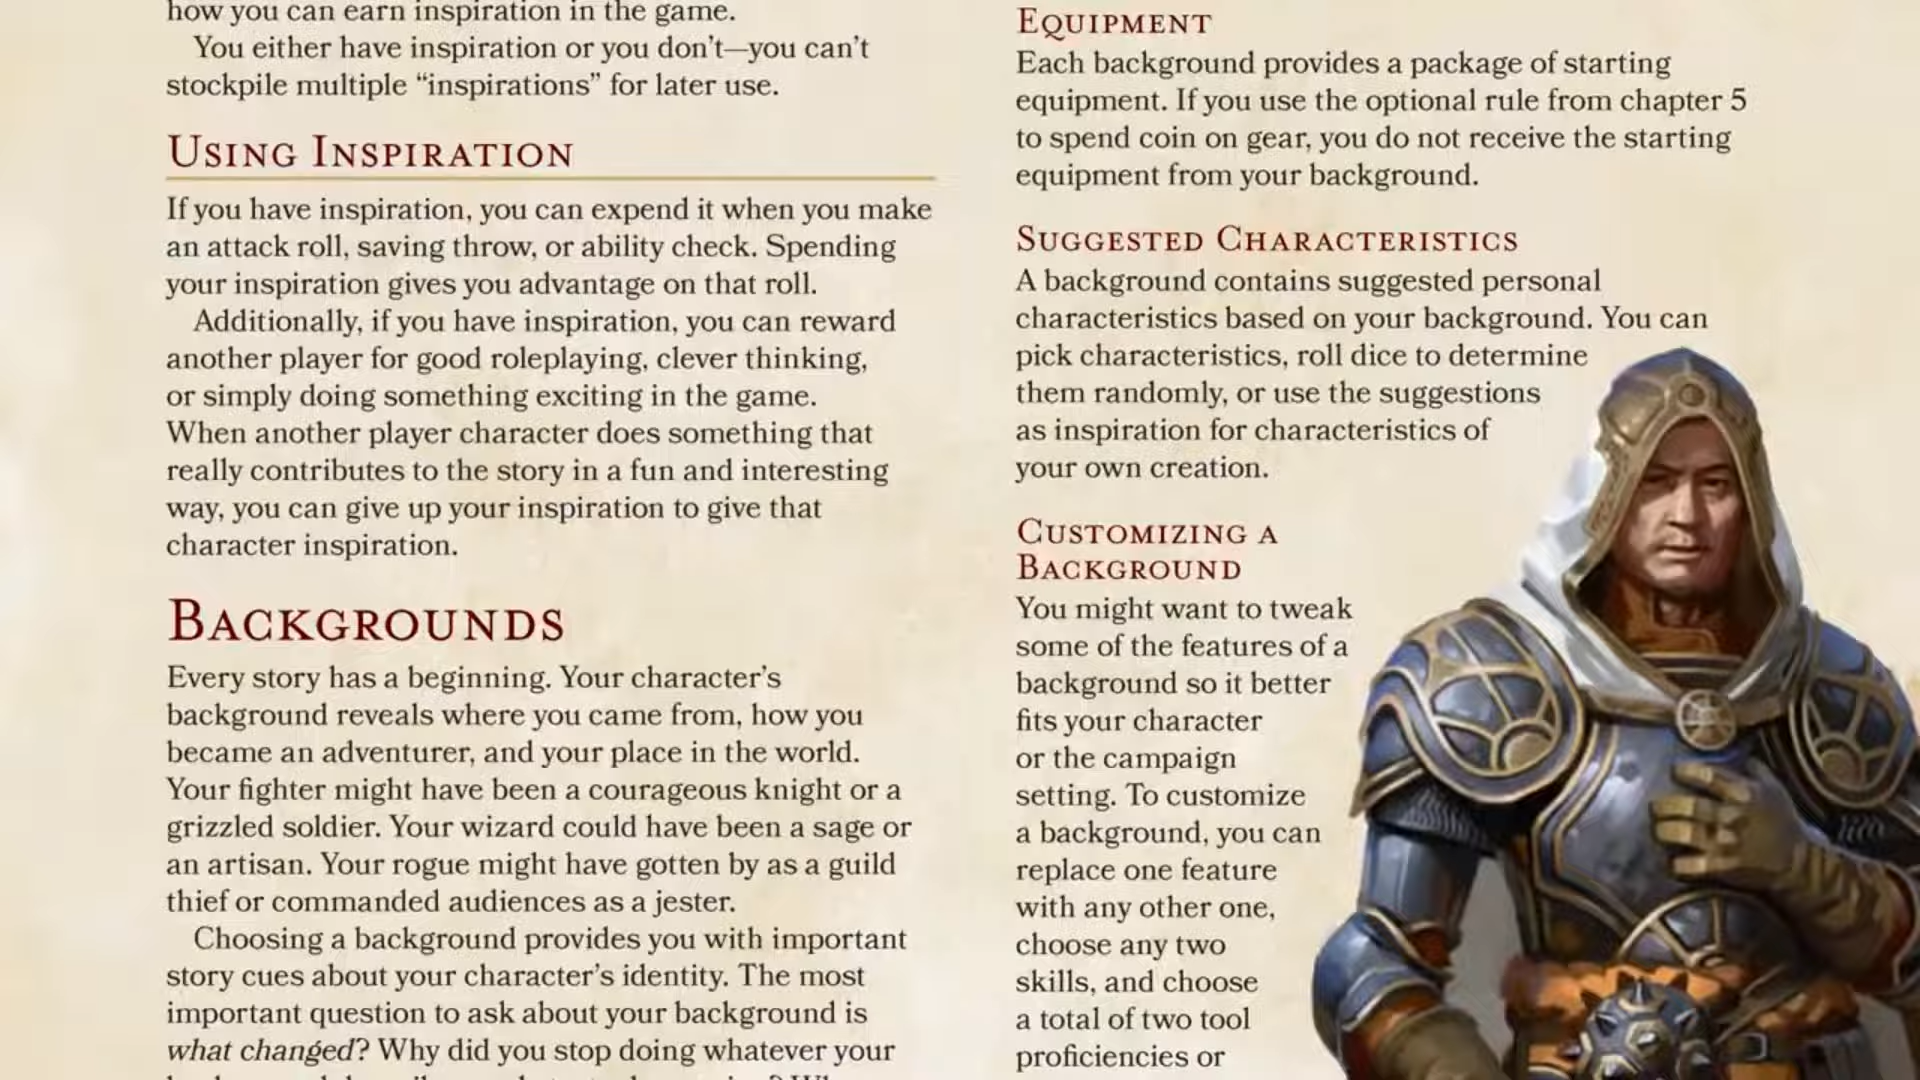 how you can earn inspiration in the game.
You either have inspiration or you don't—you can't
stockpile multiple “inspirations” for later use.
USING INSPIRATION
If you have inspiration, you can expend it when you make
an attack roll, saving throw, or ability check. Spending
your inspiration gives you advantage on that roll.
Additionally, if you have inspiration, you can reward
another player for good roleplaying, clever thinking,
or simply doing something exciting in the game.
When another player character does something that
really contributes to the story in a fun and interesting
way, you can give up your inspiration to give that
character inspiration.
BACKGROUNDS
Every story has a beginning. Your character's
background reveals where you came from, how you
became an adventurer, and your place in the world.
Your fighter might have been a courageous knight or a
grizzled soldier. Your wizard could have been a sage or
an artisan. Your rogue might have gotten by as a guild
thief or commanded audiences as a jester.
Choosing a background provides you with important
story cues about your character's identity. The most
important question to ask about your background is
what changed? Why did you stop doing whatever your
EQUIPMENT
Each background provides a package of starting
equipment. If you use the optional rule from chapter 5
to spend coin on gear, you do not receive the starting
equipment from your background.
SUGGESTED CHARACTERISTICS
A background contains suggested personal
characteristics based on your background. You can
pick characteristics, roll dice to determine
them randomly, or use the suggestions
as inspiration for characteristics of
your own creation.
CUSTOMIZING A
BACKGROUND
You might want to tweak
some of the features of a
background so it better
fits your character
or the campaign
setting. To customize
a background, you can
replace one feature
with any other one,
choose any two
skills, and choose
a total of two tool
proficiencies or